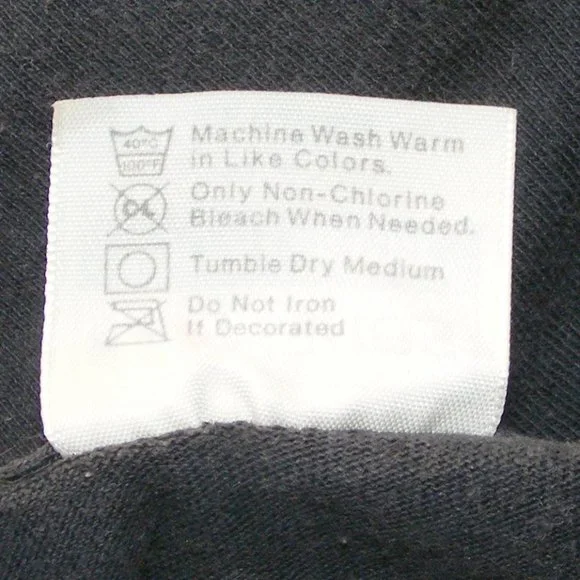 40°C
100°F
Machine Wash Warm
in Like Colors.
CL
Only Non-Chlorine
Bleach When Needed.
Tumble Dry Medium
Do Not Iron
If Decorated